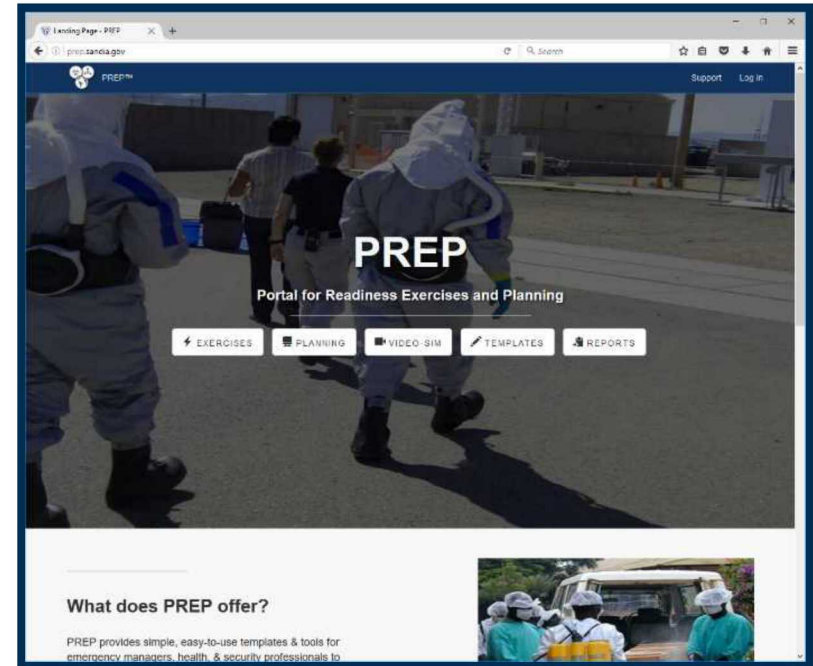 Landing Page - PREP
prep.sandia.gov
Search
PREP™
Support Log In
PREP
Portal for Readiness Exercises and Planning
EXERCISES PLANNING VIDEO-SIM TEMPLATES REPORTS
What does PREP offer?
PREP provides simple, easy-to-use templates & tools for
emergency managers, health, & security professionals to